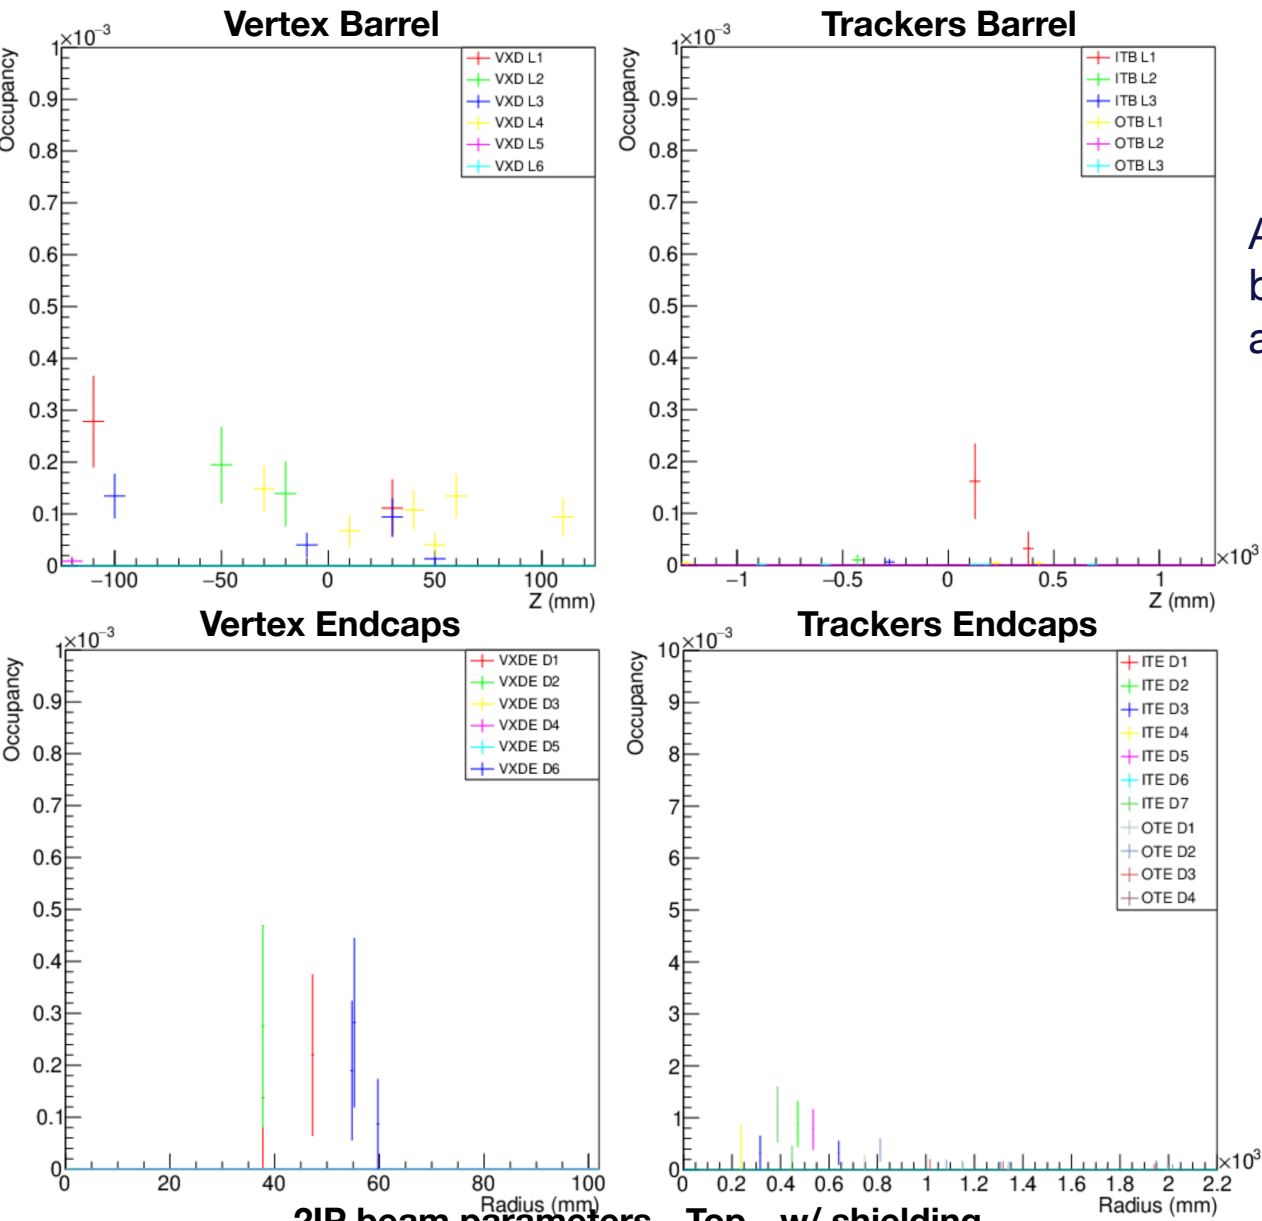 Vertex Barrel
×10⁻³
Occupancy
1
0.9
0.8
0.7
0.6
0.5
0.4
0.3
0.2
0.1
0
−100 −50 0 50 100
Z (mm)
VXD L1
VXD L2
VXD L3
VXD L4
VXD L5
VXD L6
Trackers Barrel
×10⁻³
Occupancy
1
0.9
0.8
0.7
0.6
0.5
0.4
0.3
0.2
0.1
0
−1 −0.5 0 0.5 1
×10³
Z (mm)
ITB L1
ITB L2
ITB L3
OTB L1
OTB L2
OTB L3
A
b
a
Vertex Endcaps
×10⁻³
Occupancy
1
0.9
0.8
0.7
0.6
0.5
0.4
0.3
0.2
0.1
0
0 20 40 60 80 100
Radius (mm)
VXDE D1
VXDE D2
VXDE D3
VXDE D4
VXDE D5
VXDE D6
Trackers Endcaps
×10⁻³
Occupancy
10
9
8
7
6
5
4
3
2
1
0
0 0.2 0.4 0.6 0.8 1 1.2 1.4 1.6 1.8 2 2.2
×10³
Radius (mm)
ITE D1
ITE D2
ITE D3
ITE D4
ITE D5
ITE D6
ITE D7
OTE D1
OTE D2
OTE D3
OTE D4
2IP beam parameters - Top - w/ shielding